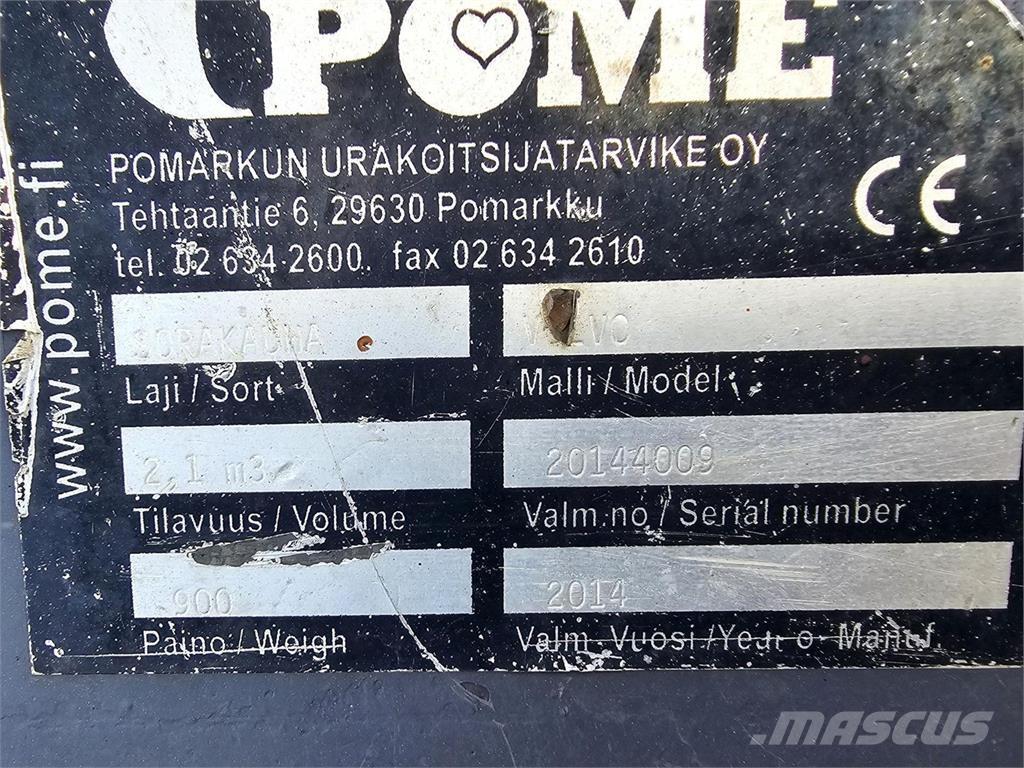 POME
POMARKUN URAKOITSIJATARVIKE OY
Tehtaantie 6, 29630 Pomarkku
tel. 02 634 2600, fax 02 634 2610
CE
www.pome.fi
SORAKAUHA
VOLVO
Laji / Sort
Malli / Model
2,1 m3
20144009
Tilavuus / Volume
Valm.no / Serial number
900
2014
Paino / Weigh
Valm. Vuosi / Year o Manuf.
MASCUS